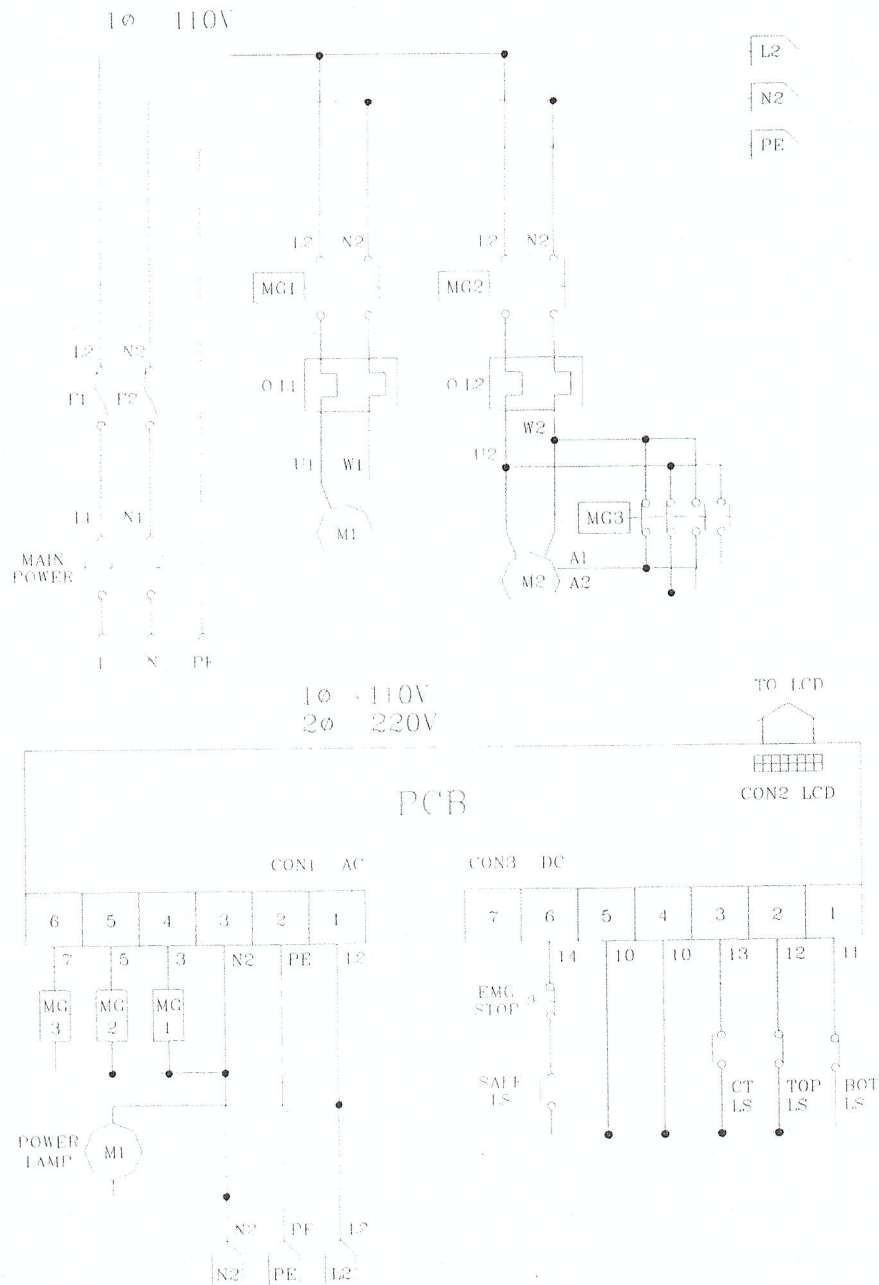 1ø 110V
L2
N2
PE
L2 N2 L2 N2
MG1 MG2
L2 N2
F1 F2
O L1 O L2
W2
U1 W1 U2
L1 N1
M1
MG3
MAIN
POWER
A1
M2 A2
L N PE
1ø 110V
2ø 220V
TO LCD
CON2 LCD
PCB
CON1 AC
CON3 DC
6 5 4 3 2 1
7 6 5 4 3 2 1
7 5 3 N2 PE L2
14 10 10 13 12 11
MG
3
MG
2
MG
1
EMG
STOP
SAFE
LS
CT
LS
TOP
LS
BOT
LS
POWER
LAMP
M1
N2 PE L2
N2 PE L2